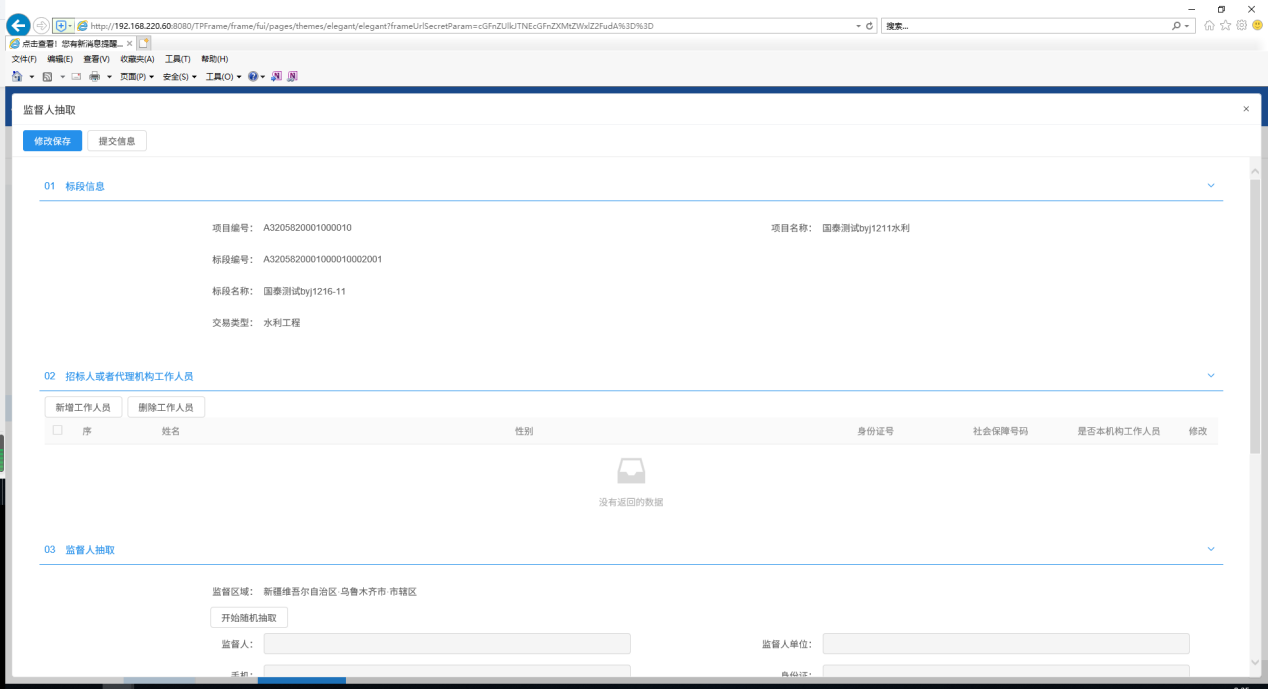 http://192.168.220.60:8080/TPFrame/frame/fui/pages/themes/elegant/elegant?frameUrlSecretParam=cGFnZUlkJTNEcGFnZXMtZWxlZ2FudA%3D%3D
搜索...
点击查看！您有新消息提醒...
文件(F) 编辑(E) 查看(V) 收藏夹(A) 工具(T) 帮助(H)
页面(P) 安全(S) 工具(O)
监督人抽取
修改保存 提交信息
01 标段信息
项目编号： A3205820001000010 项目名称： 国泰测试byj1211水利
标段编号： A3205820001000010002001
标段名称： 国泰测试byj1216-11
交易类型： 水利工程
02 招标人或者代理机构工作人员
新增工作人员 删除工作人员
序 姓名 性别 身份证号 社会保障号码 是否本机构工作人员 修改
没有返回的数据
03 监督人抽取
监督区域： 新疆维吾尔自治区·乌鲁木齐市·市辖区
开始随机抽取
监督人： 监督人单位：
手机： 身份证：